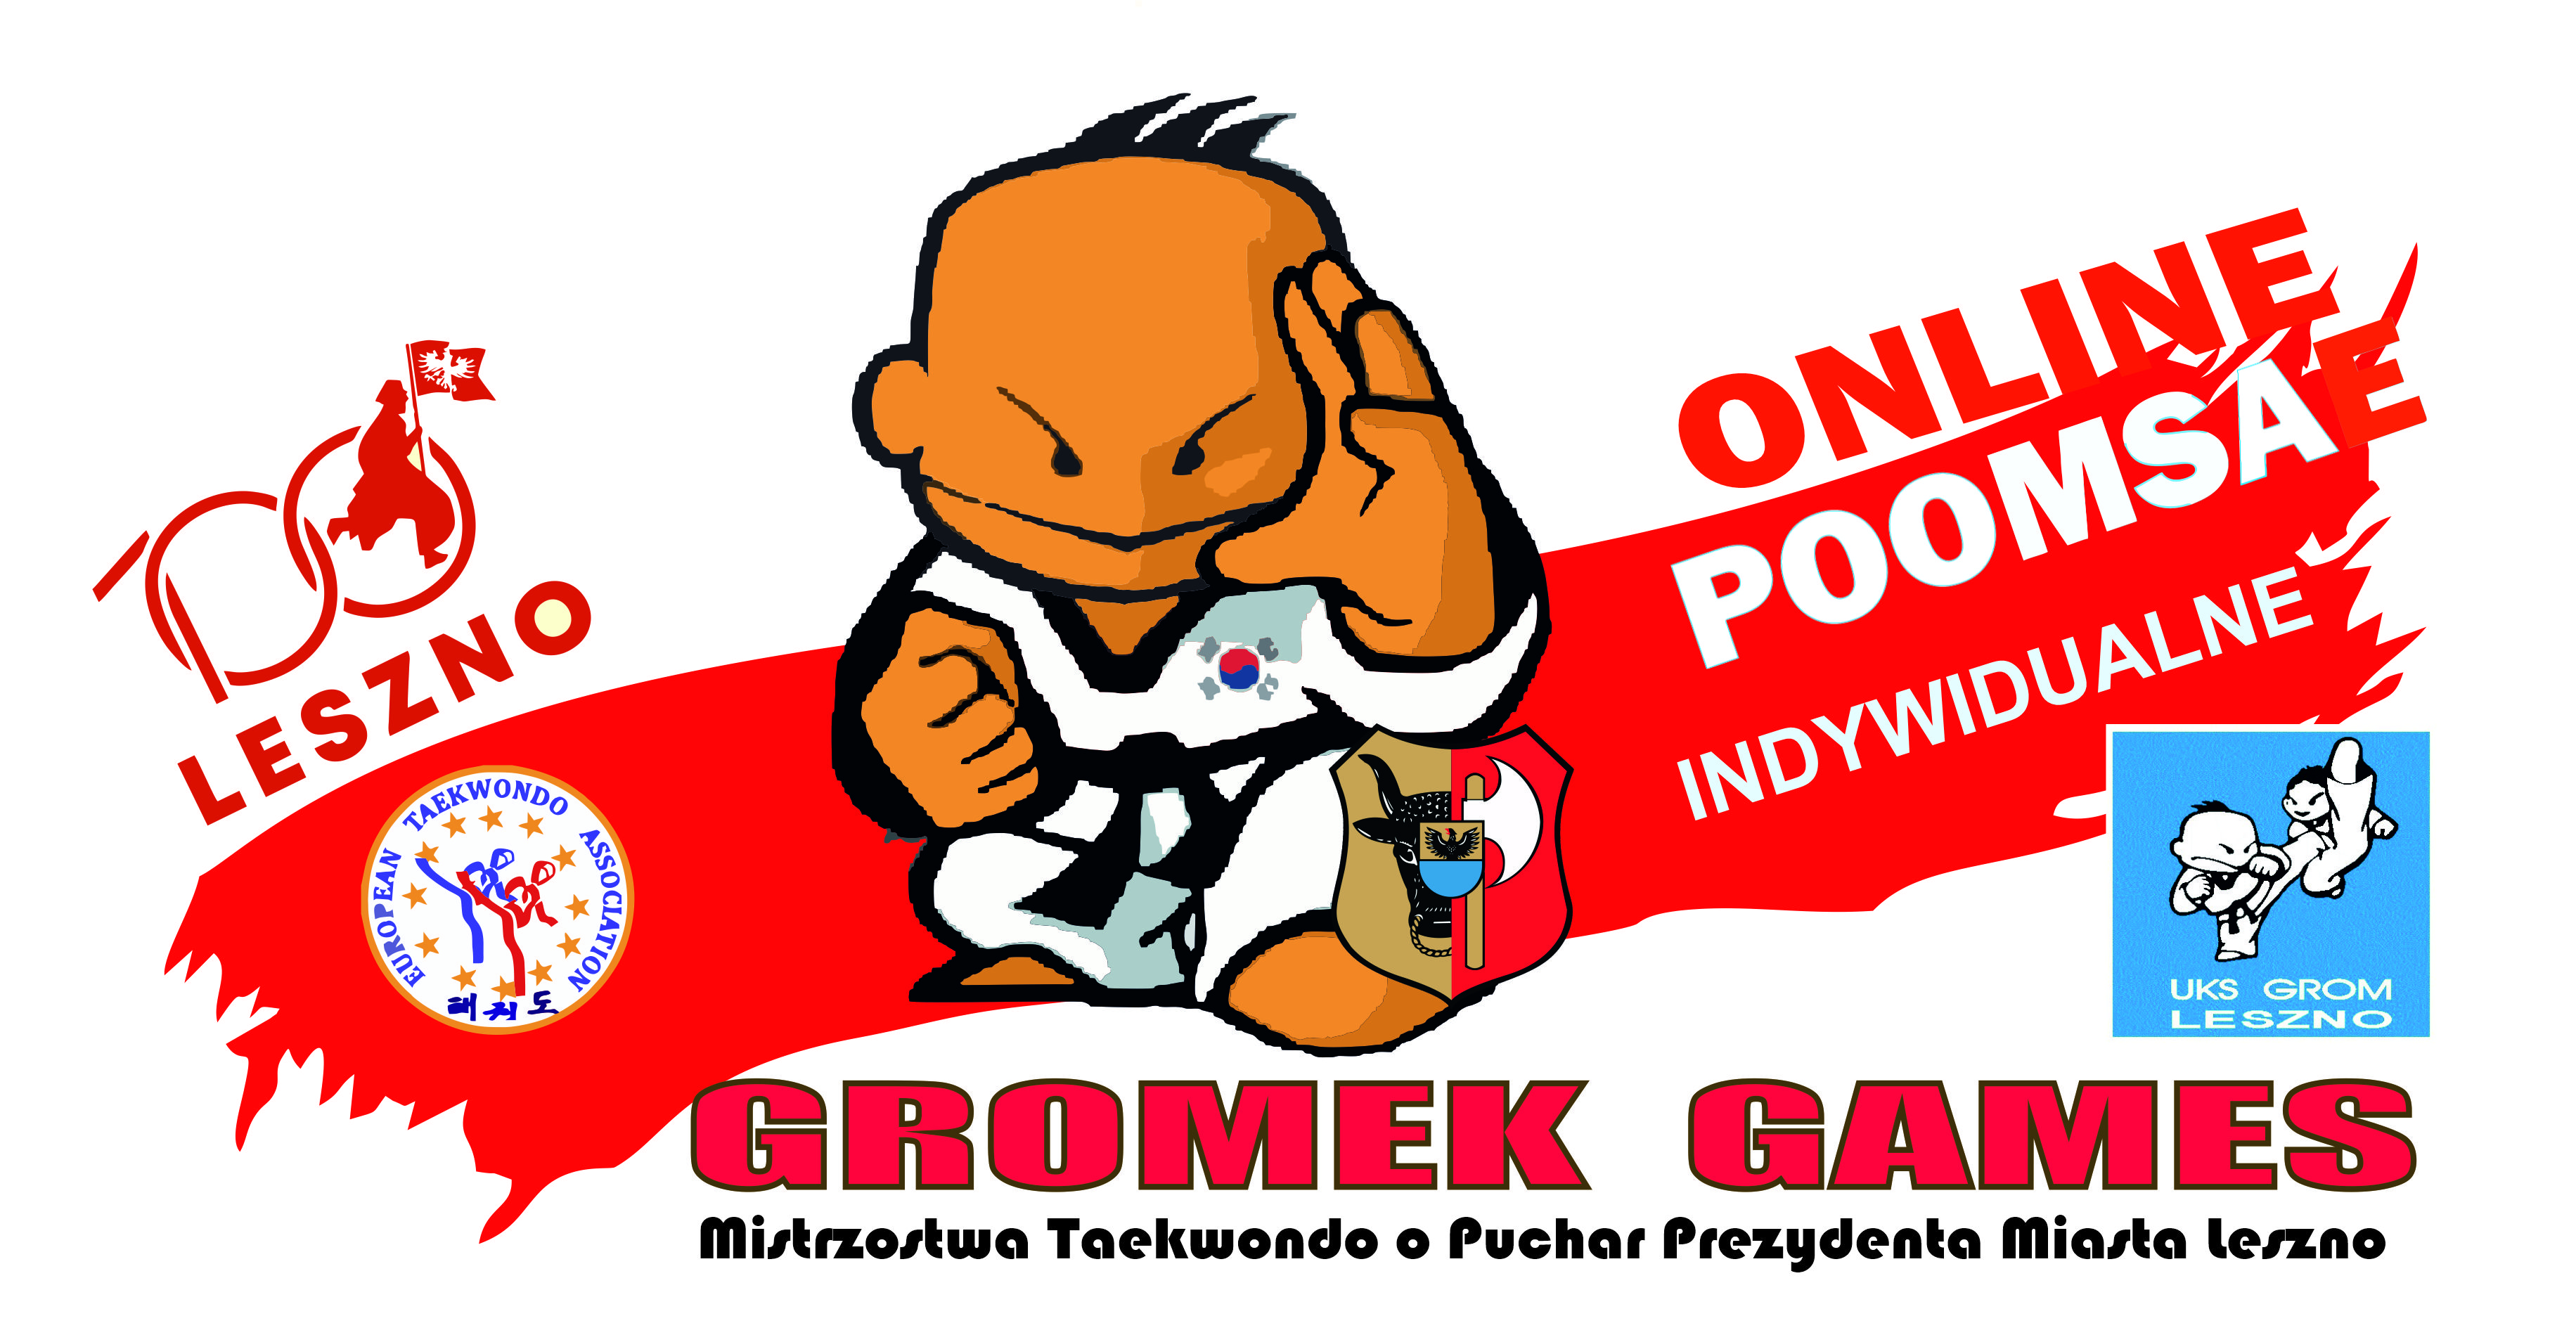 100
LESZNO
EUROPEAN TAEKWONDO ASSOCIATION
태권도
ONLINE
POOMSAE
INDYWIDUALNE
UKS GROM
LESZNO
GROMEK GAMES
Mistrzostwa Taekwondo o Puchar Prezydenta Miasta Leszno